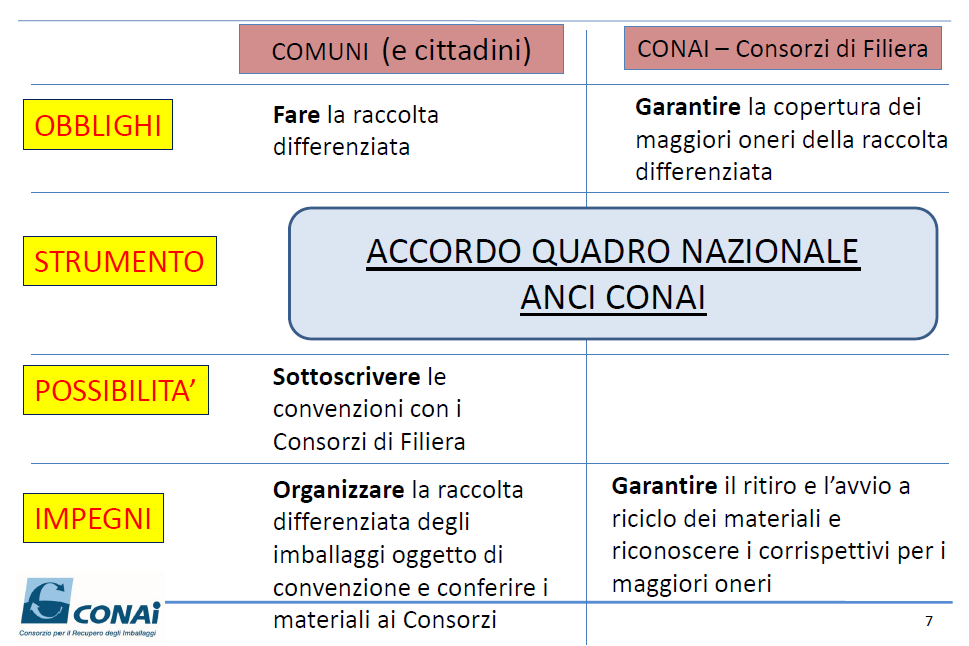 COMUNI (e cittadini)
CONAI – Consorzi di Filiera
OBBLIGHI
Fare la raccolta
differenziata
Garantire la copertura dei
maggiori oneri della raccolta
differenziata
STRUMENTO
ACCORDO QUADRO NAZIONALE
ANCI CONAI
POSSIBILITA’
Sottoscrivere le
convenzioni con i
Consorzi di Filiera
IMPEGNI
Organizzare la raccolta
differenziata degli
imballaggi oggetto di
convenzione e conferire i
materiali ai Consorzi
Garantire il ritiro e l’avvio a
riciclo dei materiali e
riconoscere i corrispettivi per i
maggiori oneri
CONAI
Consorzio per il Recupero degli Imballaggi
7